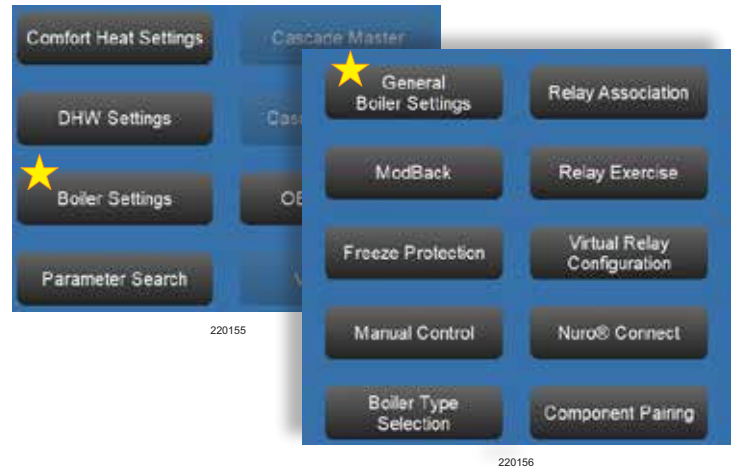 Comfort Heat Settings
Cascade Master
DHW Settings
Boiler Settings
Parameter Search
220155
General
Boiler Settings
Relay Association
ModBack
Relay Exercise
Freeze Protection
Virtual Relay
Configuration
Manual Control
Nuro® Connect
Boiler Type
Selection
Component Pairing
220156